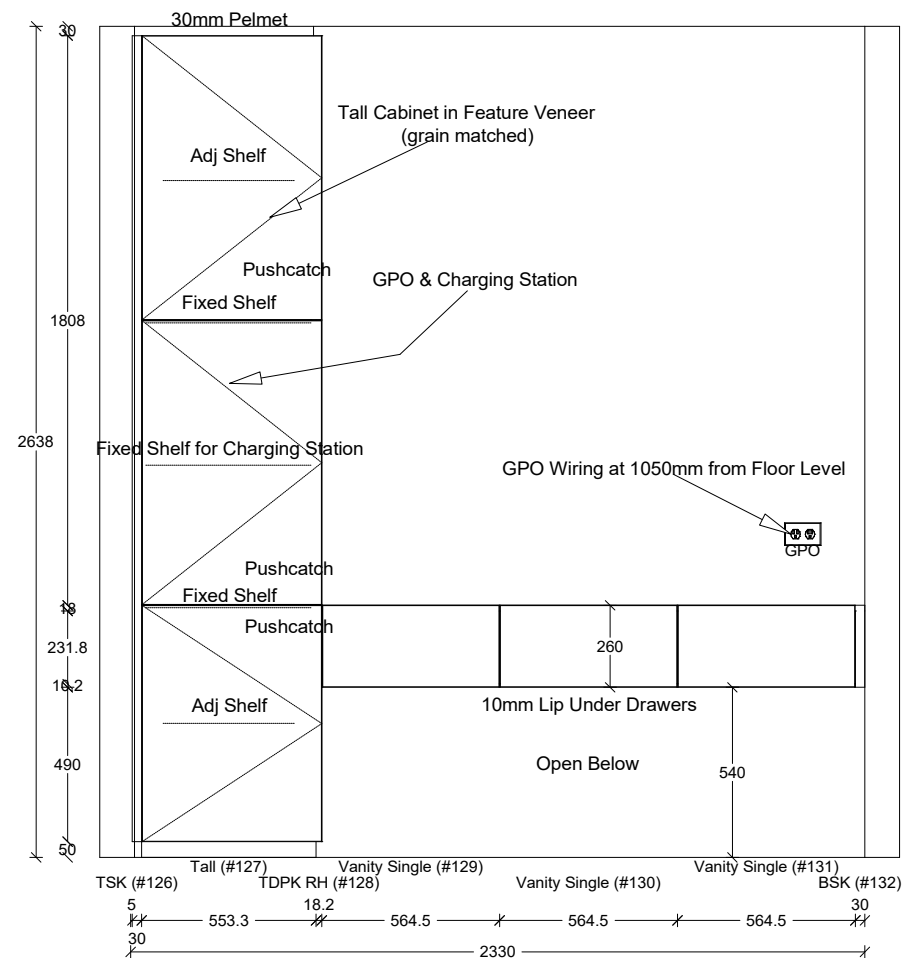 30mm Pelmet
30
Tall Cabinet in Feature Veneer
(grain matched)
Adj Shelf
Pushcatch
GPO & Charging Station
Fixed Shelf
1808
2638
Fixed Shelf for Charging Station
GPO Wiring at 1050mm from Floor Level
GPO
Pushcatch
Fixed Shelf
18
Pushcatch
231.8
260
10.2
Adj Shelf
10mm Lip Under Drawers
490
Open Below
540
50
Tall (#127)
Vanity Single (#129)
Vanity Single (#131)
TSK (#126)
TDPK RH (#128)
Vanity Single (#130)
BSK (#132)
5
18.2
30
553.3
564.5
564.5
564.5
30
2330